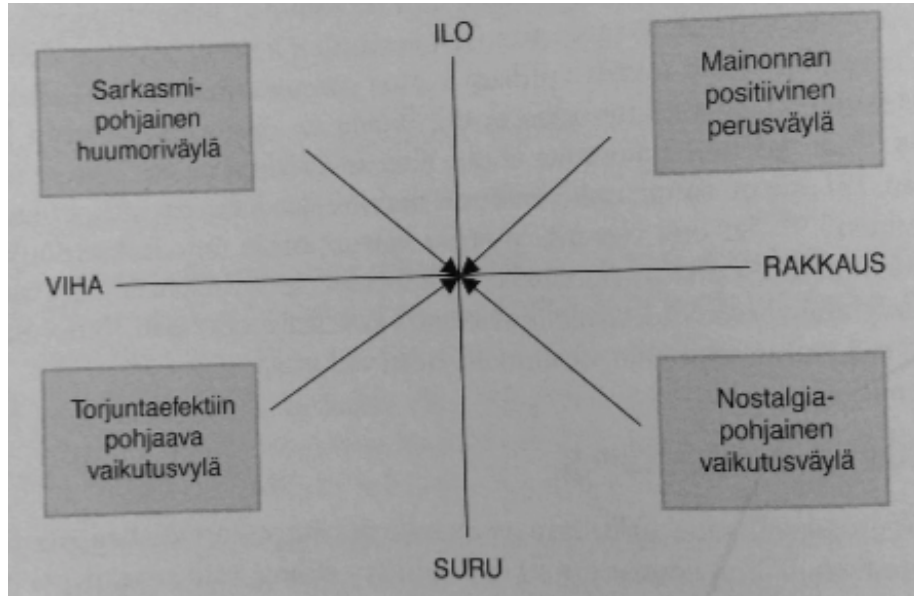 ILO
Sarkasmi-
pohjainen
huumoriväylä
Mainonnan
positiivinen
perusväylä
VIHA
RAKKAUS
Torjuntaefektiin
pohjaava
vaikutusvylä
Nostalgia-
pohjainen
vaikutusväylä
SURU